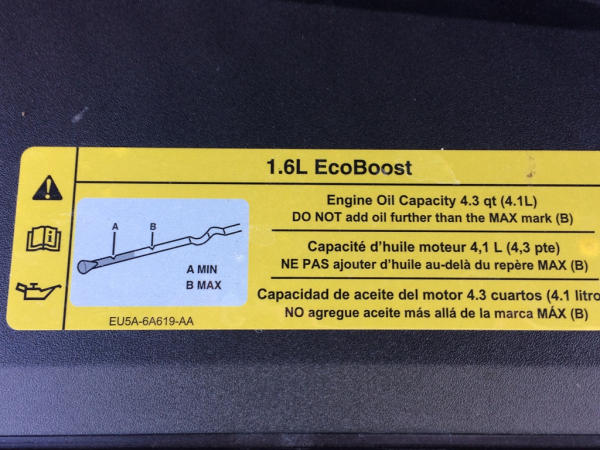 1.6L EcoBoost
Engine Oil Capacity 4.3 qt (4.1L)
DO NOT add oil further than the MAX mark (B)
Capacité d'huile moteur 4,1 L (4,3 pte)
NE PAS ajouter d'huile au-delà du repère MAX (B)
Capacidad de aceite del motor 4.3 cuartos (4.1 litro
NO agregue aceite más allá de la marca MÁX (B)
A B
A MIN
B MAX
EU5A-6A619-AA